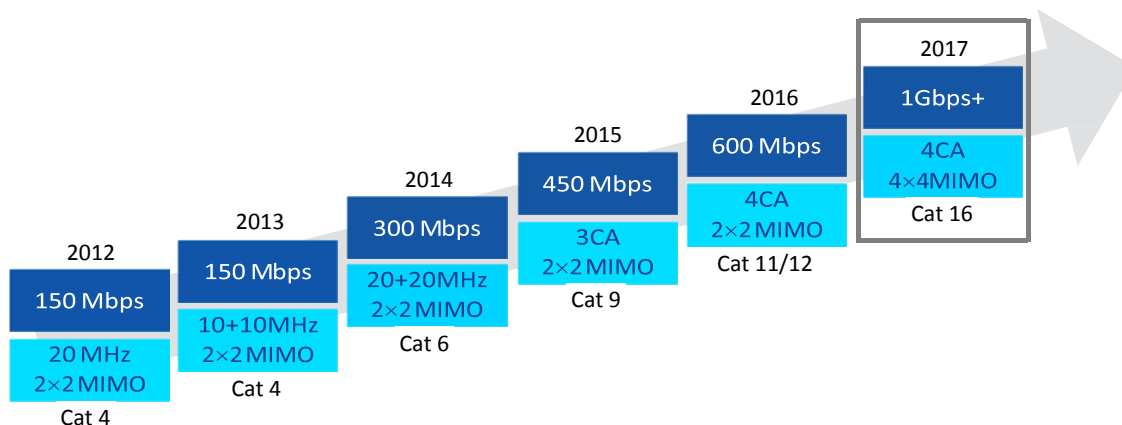 2012
150 Mbps
20 MHz
2×2 MIMO
Cat 4
2013
150 Mbps
10+10MHz
2×2 MIMO
Cat 4
2014
300 Mbps
20+20MHz
2×2 MIMO
Cat 6
2015
450 Mbps
3CA
2×2 MIMO
Cat 9
2016
600 Mbps
4CA
2×2 MIMO
Cat 11/12
2017
1Gbps+
4CA
4×4MIMO
Cat 16